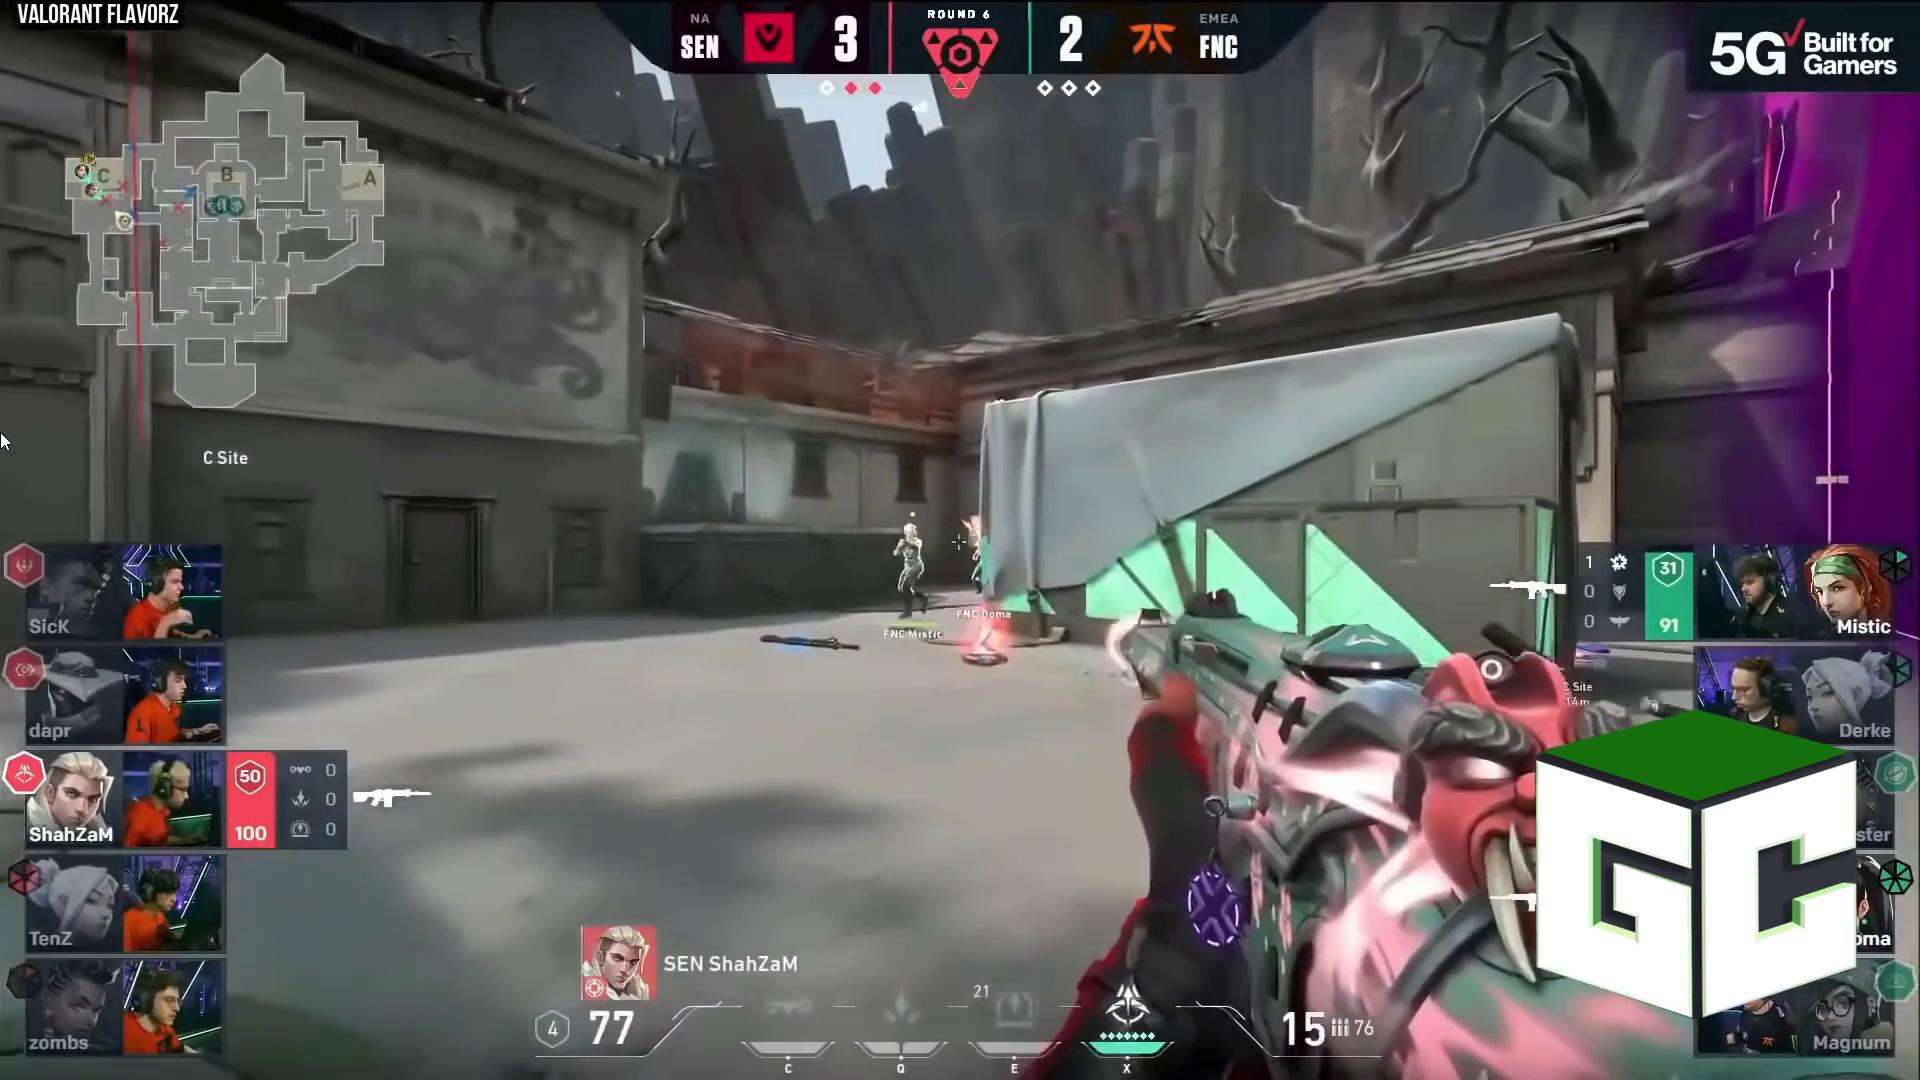 VALORANT FLAVORZ
NA
SEN
3
ROUND 6
2
EMEA
FNC
5G Built for
Gamers
C
B
A
C Site
FNC Doma
FNC Mistic
C Site
14m
SicK
dapr
ShahZaM
50
100
0
0
0
TenZ
zombs
1
0
0
31
91
Mistic
Derke
ster
oma
Magnum
GC
SEN ShahZaM
4
77
21
15
76
C
Q
E
X